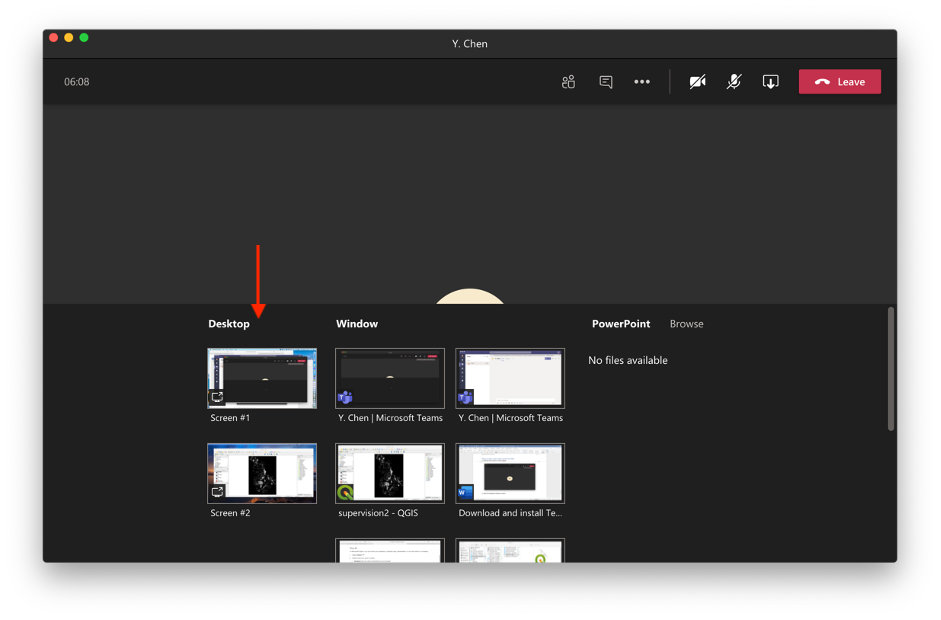 Y. Chen
06:08
Leave
Desktop
Window
PowerPoint
Browse
No files available
Screen #1
Y. Chen | Microsoft Teams
Y. Chen | Microsoft Teams
Screen #2
supervision2 - QGIS
Download and install Te...